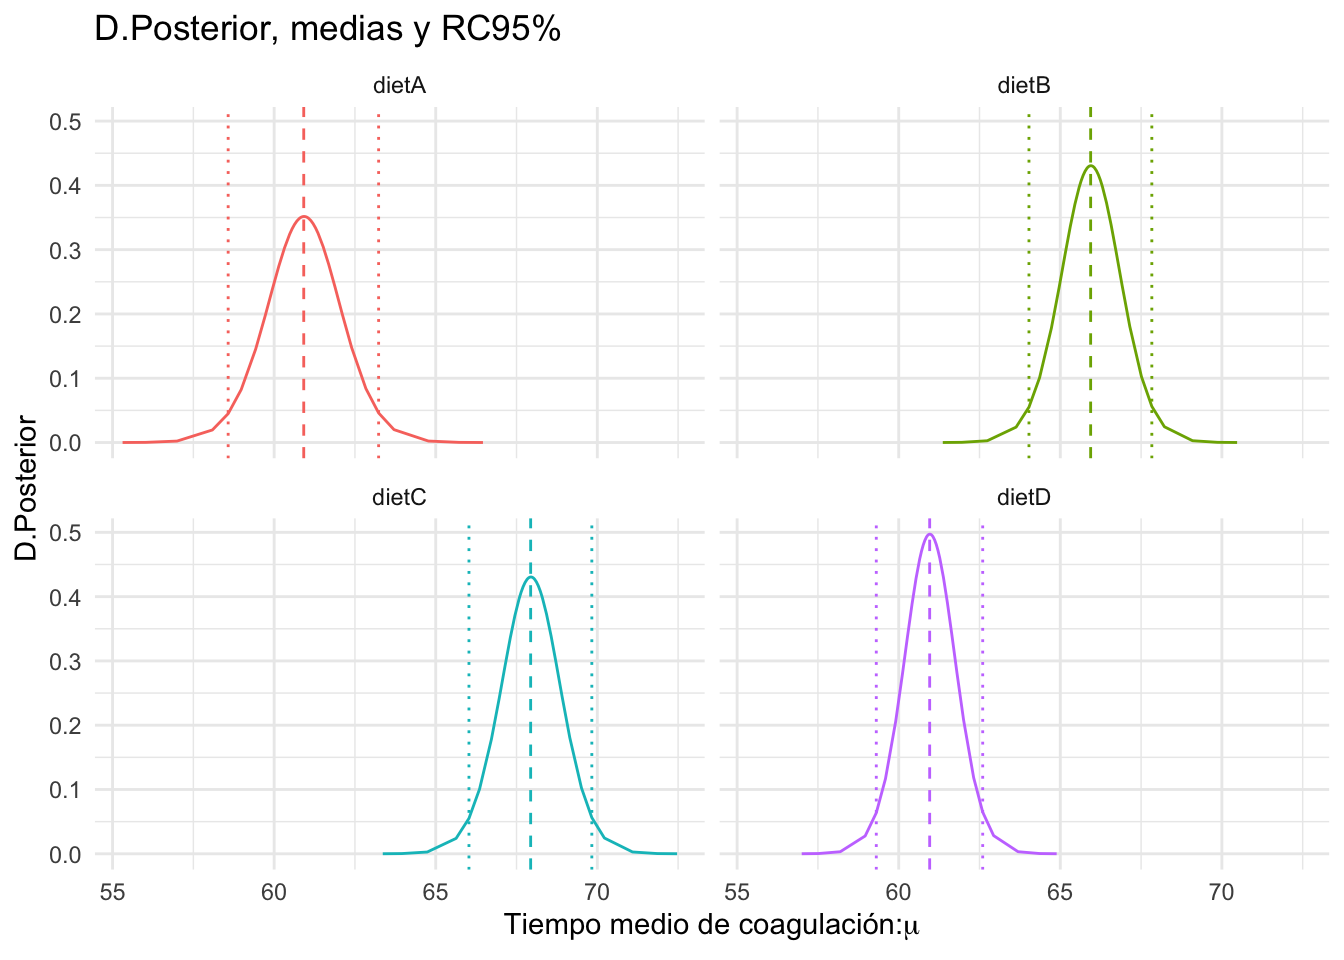 D.Posterior, medias y RC95%
dietA
dietB
0.5
0.4
0.3
0.2
0.1
0.0
dietC
dietD
0.5
0.4
0.3
0.2
0.1
0.0
D.Posterior
55 60 65 70
55 60 65 70
Tiempo medio de coagulación:μ